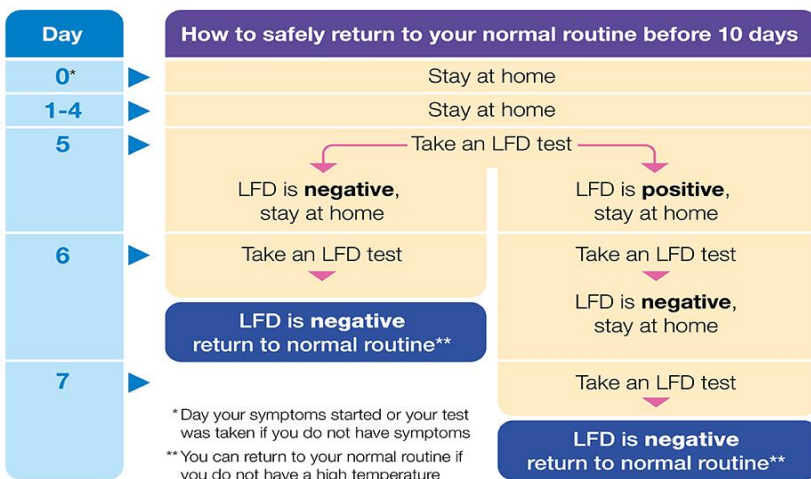 Day
How to safely return to your normal routine before 10 days
0*
Stay at home
1-4
Stay at home
5
Take an LFD test
LFD is negative,
stay at home
LFD is positive,
stay at home
6
Take an LFD test
Take an LFD test
LFD is negative
return to normal routine**
LFD is negative,
stay at home
7
Take an LFD test
* Day your symptoms started or your test
was taken if you do not have symptoms
** You can return to your normal routine if
you do not have a high temperature
LFD is negative
return to normal routine**